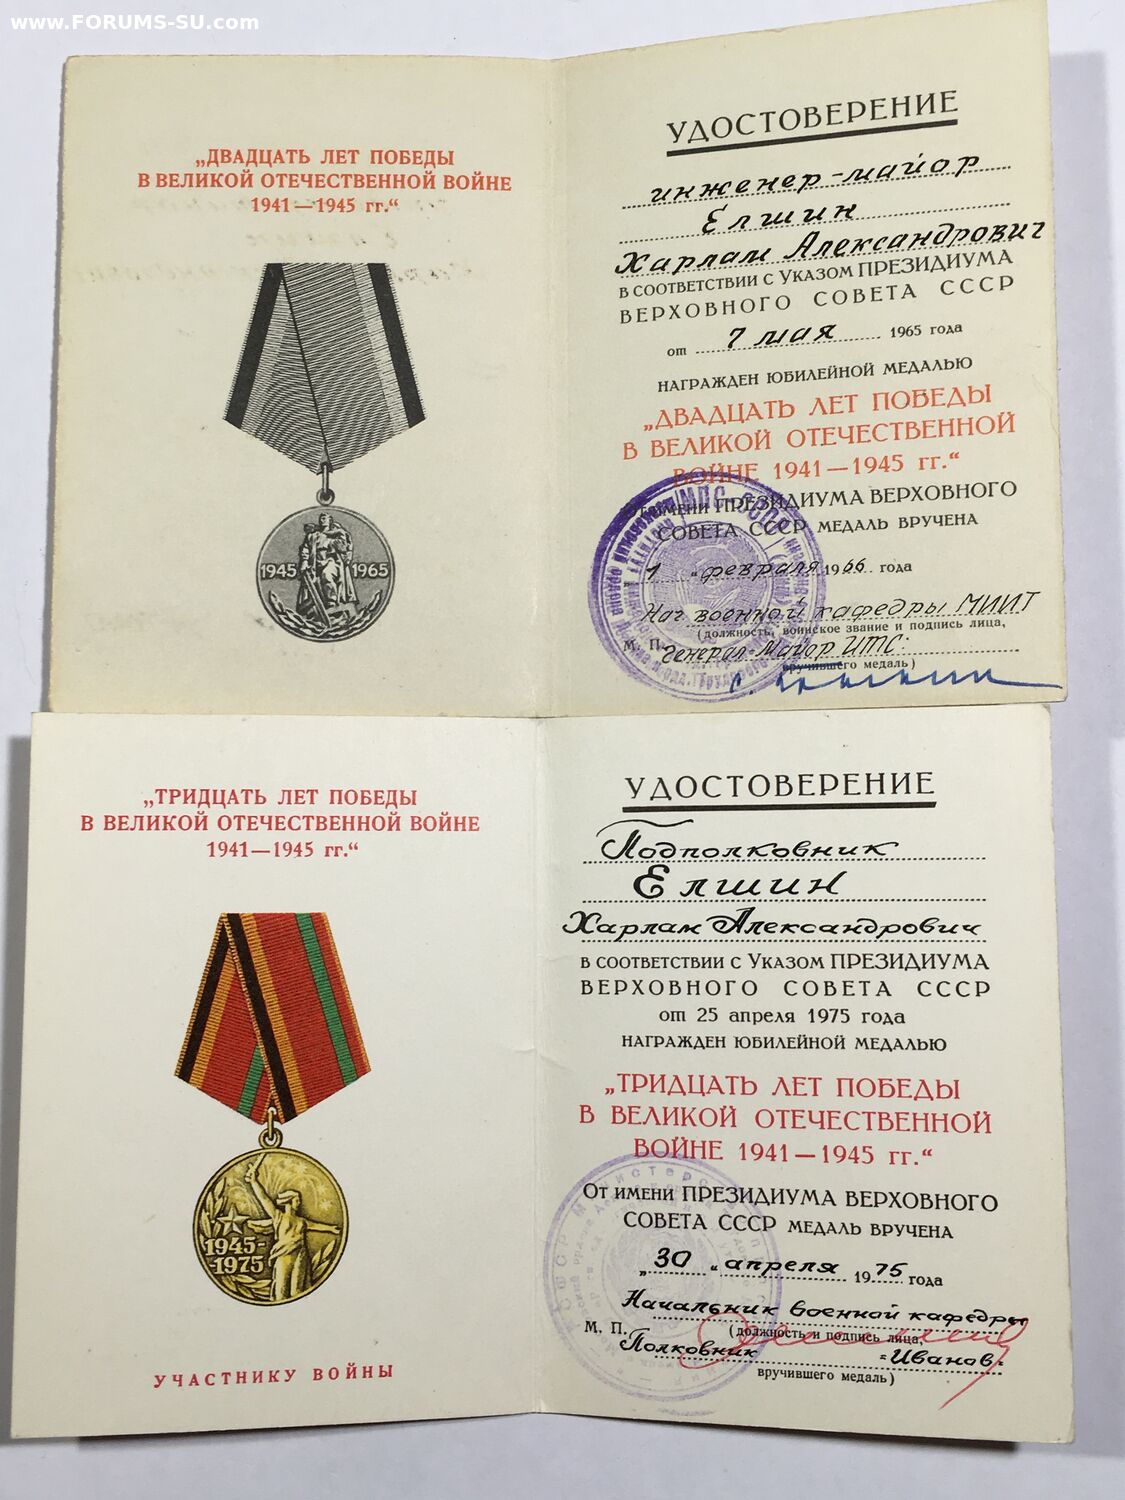 www.FORUMS-SU.com
„ДВАДЦАТЬ ЛЕТ ПОБЕДЫ
В ВЕЛИКОЙ ОТЕЧЕСТВЕННОЙ ВОЙНЕ
1941—1945 гг.“
1945 1965
УДОСТОВЕРЕНИЕ
инженер-майор
Елшин
Харлам Александрович
В СООТВЕТСТВИИ С УКАЗОМ ПРЕЗИДИУМА
ВЕРХОВНОГО СОВЕТА СССР
от 7 мая 1965 года
НАГРАЖДЕН ЮБИЛЕЙНОЙ МЕДАЛЬЮ
„ДВАДЦАТЬ ЛЕТ ПОБЕДЫ
В ВЕЛИКОЙ ОТЕЧЕСТВЕННОЙ
ВОЙНЕ 1941—1945 гг.“
От имени ПРЕЗИДИУМА ВЕРХОВНОГО
СОВЕТА СССР МЕДАЛЬ ВРУЧЕНА
„1“ февраля 1966 года
Нач военной кафедры МИИТ
(должность, воинское звание и подпись лица,
М. П. Генерал-Майор ИТС:
вручившего медаль)
МПС-СССР
„ТРИДЦАТЬ ЛЕТ ПОБЕДЫ
В ВЕЛИКОЙ ОТЕЧЕСТВЕННОЙ ВОЙНЕ
1941—1945 гг.“
1945-
-1975
УЧАСТНИКУ ВОЙНЫ
УДОСТОВЕРЕНИЕ
Подполковник
Елшин
Харлам Александрович
В СООТВЕТСТВИИ С УКАЗОМ ПРЕЗИДИУМА
ВЕРХОВНОГО СОВЕТА СССР
от 25 апреля 1975 года
НАГРАЖДЕН ЮБИЛЕЙНОЙ МЕДАЛЬЮ
„ТРИДЦАТЬ ЛЕТ ПОБЕДЫ
В ВЕЛИКОЙ ОТЕЧЕСТВЕННОЙ
ВОЙНЕ 1941—1945 гг.“
От имени ПРЕЗИДИУМА ВЕРХОВНОГО
СОВЕТА СССР МЕДАЛЬ ВРУЧЕНА
„30“ апреля 1975 года
Начальник военной кафедры
М. П. (должность и подпись лица,
Полковник =Иванов=
вручившего медаль)